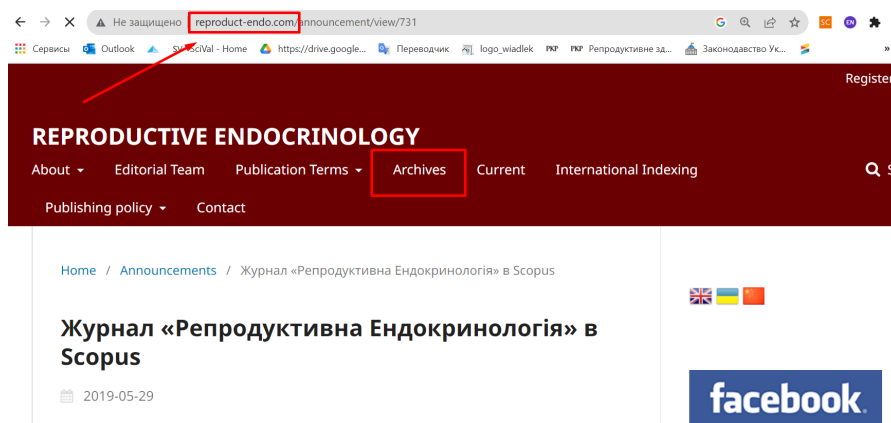 Не защищено reproduct-endo.com/announcement/view/731
Сервисы Outlook SciVal - Home https://drive.google... Переводчик logo_wiadlek PKP PKP Репродуктивне зд... Законодавство Ук... »
Register
REPRODUCTIVE ENDOCRINOLOGY
About Editorial Team Publication Terms Archives Current International Indexing
Publishing policy Contact
Home / Announcements / Журнал «Репродуктивна Ендокринологія» в Scopus
Журнал «Репродуктивна Ендокринологія» в
Scopus
2019-05-29
facebook.